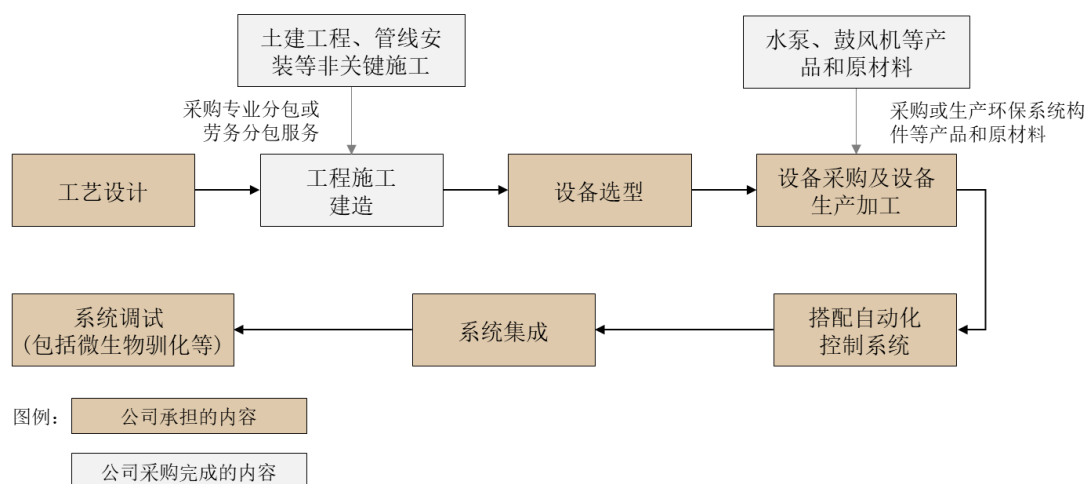 土建工程、管线安
装等非关键施工
水泵、鼓风机等产
品和原材料
采购专业分包或
劳务分包服务
采购或生产环保系统构
件等产品和原材料
工艺设计
工程施工
建造
设备选型
设备采购及设备
生产加工
系统调试
(包括微生物驯化等)
系统集成
搭配自动化
控制系统
图例：
公司承担的内容
公司采购完成的内容